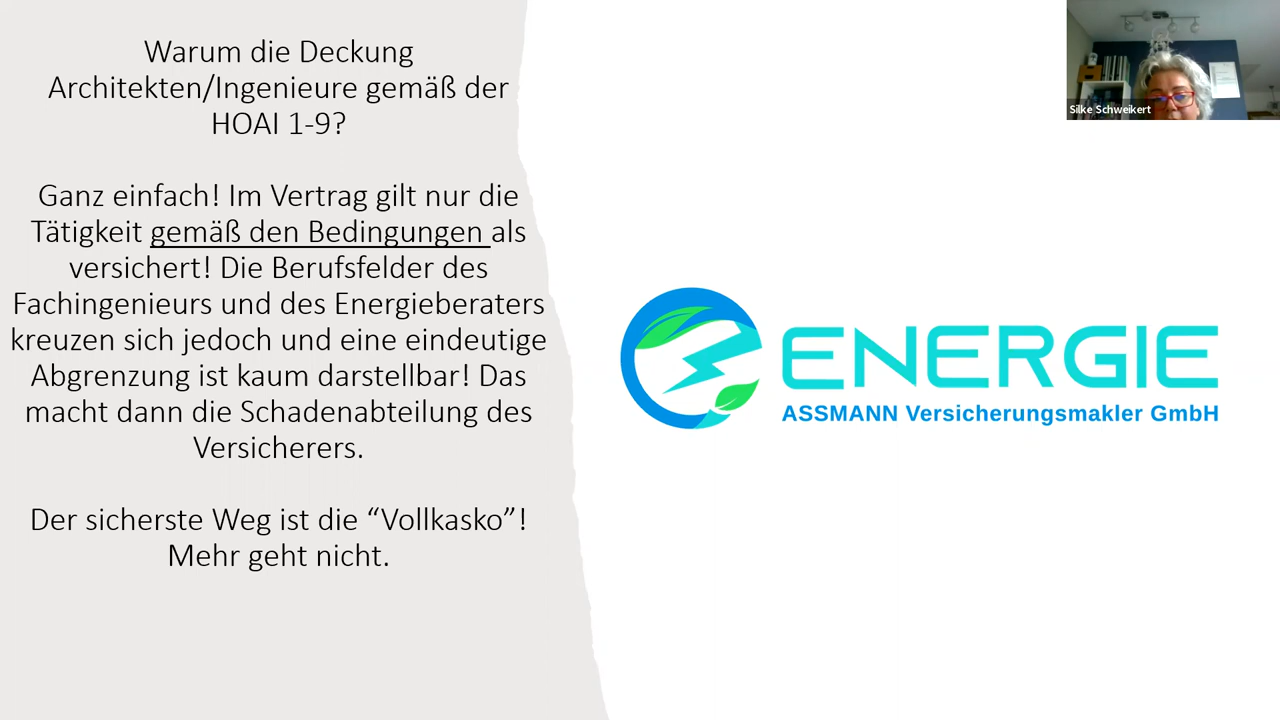 Warum die Deckung
Architekten/Ingenieure gemäß der
HOAI 1-9?
Ganz einfach! Im Vertrag gilt nur die
Tätigkeit gemäß den Bedingungen als
versichert! Die Berufsfelder des
Fachingenieurs und des Energieberaters
kreuzen sich jedoch und eine eindeutige
Abgrenzung ist kaum darstellbar! Das
macht dann die Schadenabteilung des
Versicherers.
Der sicherste Weg ist die “Vollkasko”!
Mehr geht nicht.
ENERGIE
ASSMANN Versicherungsmakler GmbH
Silke Schweikert